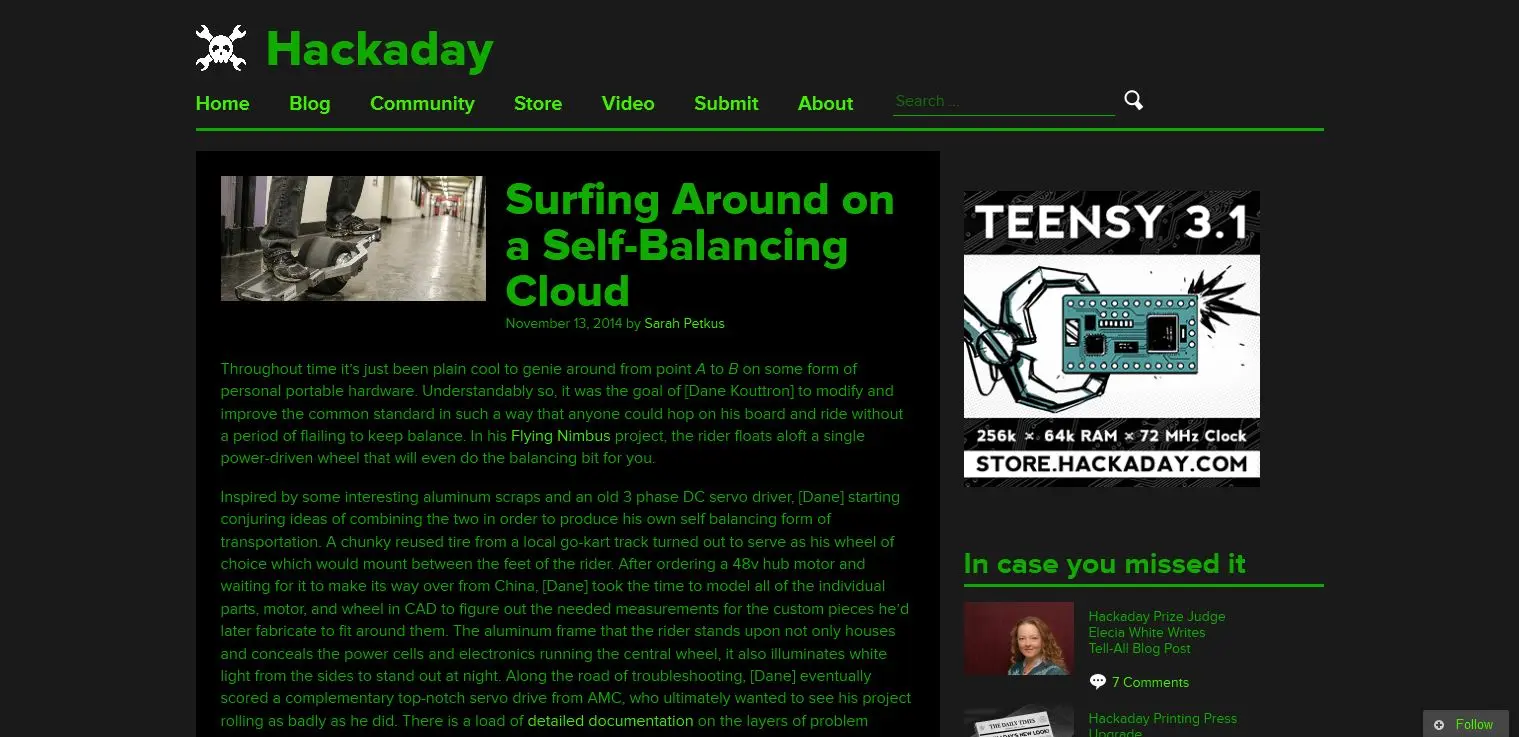 Hackaday
Home Blog Community Store Video Submit About Search ...
Surfing Around on
a Self-Balancing
Cloud
November 13, 2014 by Sarah Petkus
Throughout time it's just been plain cool to genie around from point A to B on some form of
personal portable hardware. Understandably so, it was the goal of [Dane Kouttron] to modify and
improve the common standard in such a way that anyone could hop on his board and ride without
a period of flailing to keep balance. In his Flying Nimbus project, the rider floats aloft a single
power-driven wheel that will even do the balancing bit for you.
Inspired by some interesting aluminum scraps and an old 3 phase DC servo driver, [Dane] starting
conjuring ideas of combining the two in order to produce his own self balancing form of
transportation. A chunky reused tire from a local go-kart track turned out to serve as his wheel of
choice which would mount between the feet of the rider. After ordering a 48v hub motor and
waiting for it to make its way over from China, [Dane] took the time to model all of the individual
parts, motor, and wheel in CAD to figure out the needed measurements for the custom pieces he'd
later fabricate to fit around them. The aluminum frame that the rider stands upon not only houses
and conceals the power cells and electronics running the central wheel, it also illuminates white
light from the sides to stand out at night. Along the road of troubleshooting, [Dane] eventually
scored a complementary top-notch servo drive from AMC, who ultimately wanted to see his project
rolling as badly as he did. There is a load of detailed documentation on the layers of problem
TEENSY 3.1
256k × 64k RAM × 72 MHz Clock
STORE.HACKADAY.COM
In case you missed it
Hackaday Prize Judge
Elecia White Writes
Tell-All Blog Post
7 Comments
THE DAILY TIMES
HACKADAY'S NEW LOOK!
Hackaday Printing Press
Upgrade
Follow